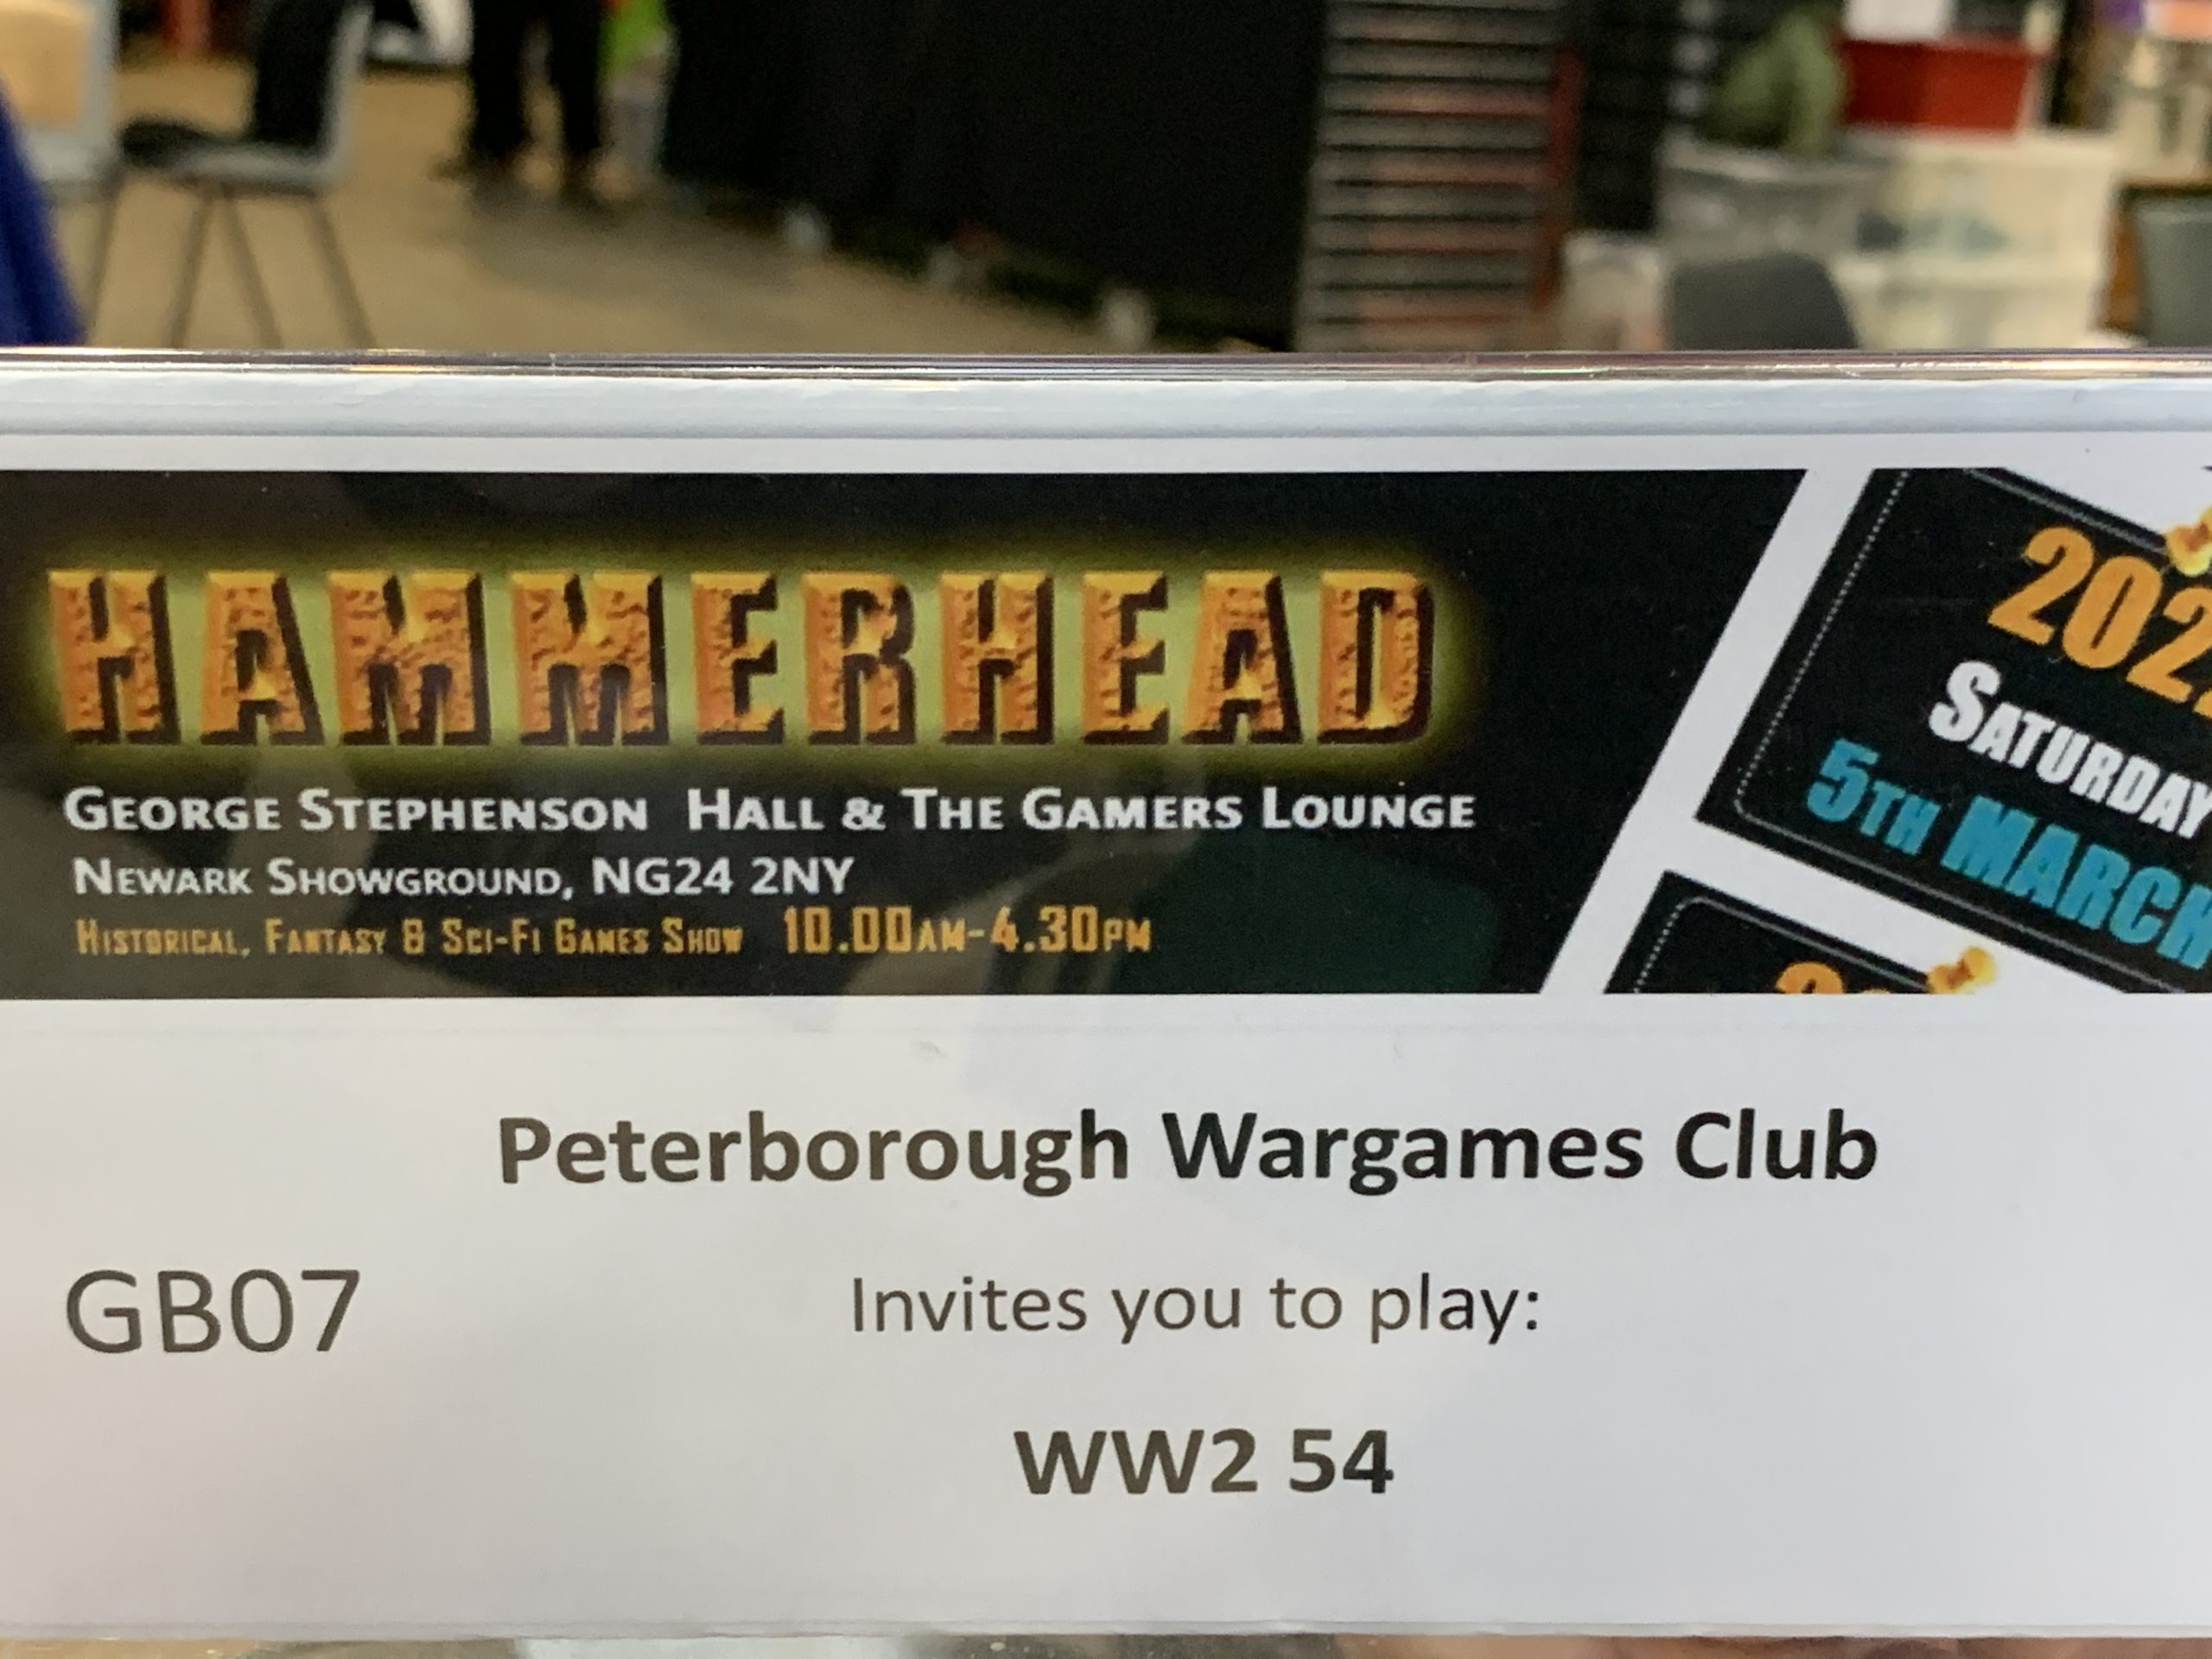 HAMMERHEAD
GEORGE STEPHENSON HALL & THE GAMERS LOUNGE
NEWARK SHOWGROUND, NG24 2NY
HISTORICAL, FANTASY & SCI-FI GAMES SHOW 10.00AM-4.30PM
SATURDAY
5TH MARCH
Peterborough Wargames Club
GB07
Invites you to play:
WW2 54